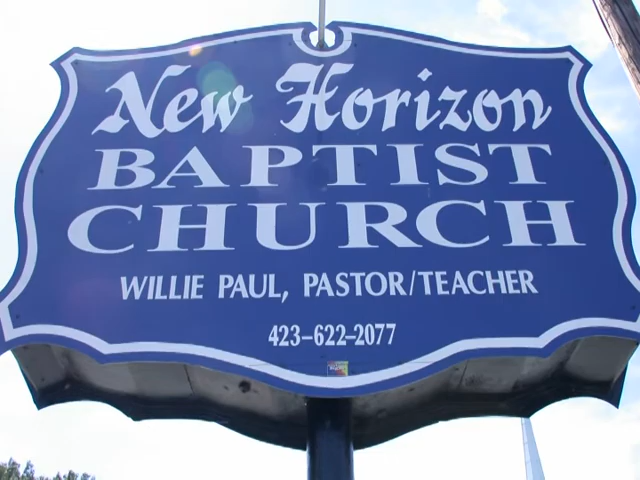 New Horizon
BAPTIST
CHURCH
WILLIE PAUL, PASTOR/TEACHER
423-622-2077